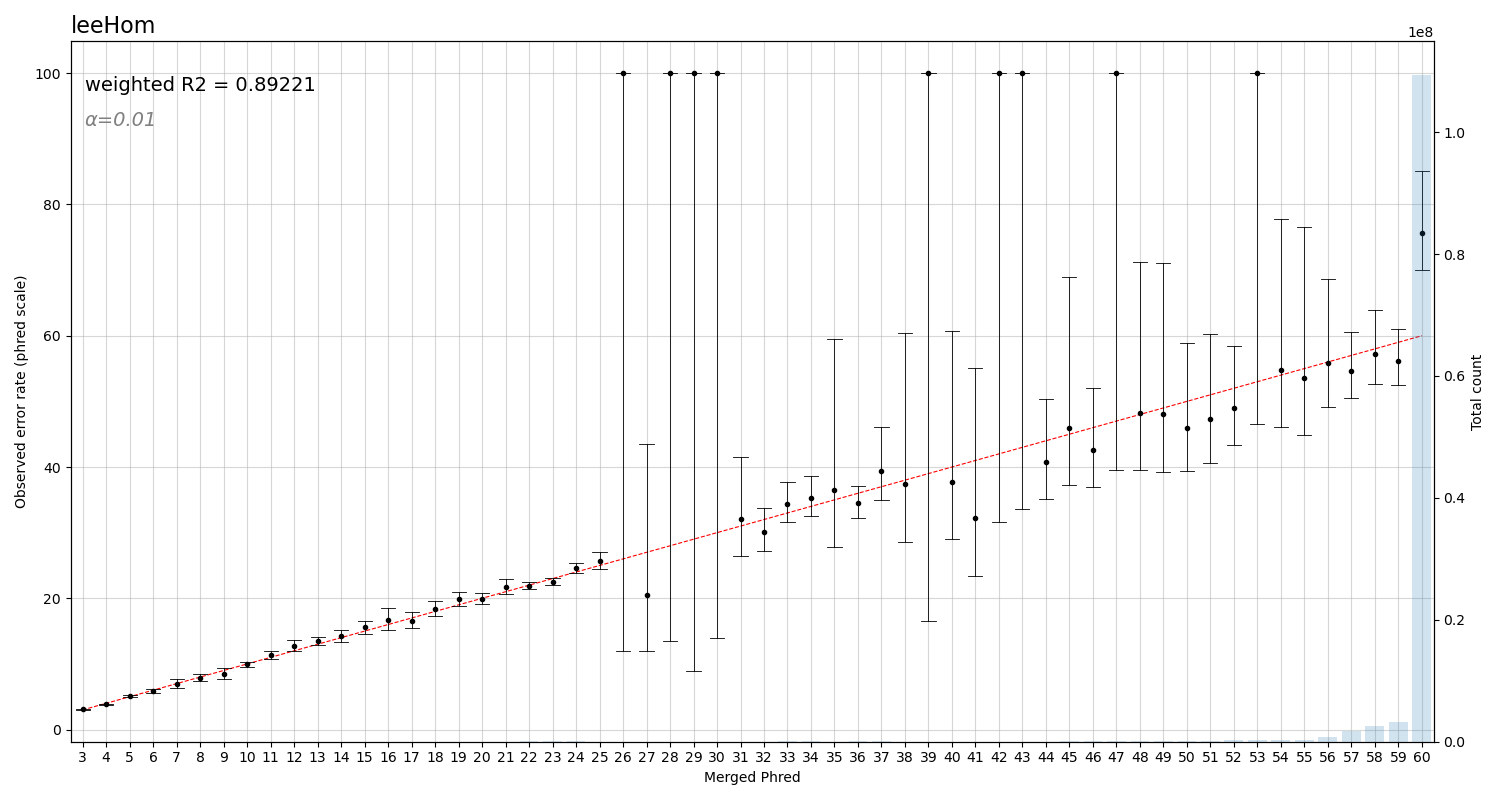 leeHom
1e8
weighted R2 = 0.89221
α=0.01
100
80
60
40
20
0
Observed error rate (phred scale)
1.0
0.8
0.6
0.4
0.2
0.0
Total count
3 4 5 6 7 8 9 10 11 12 13 14 15 16 17 18 19 20 21 22 23 24 25 26 27 28 29 30 31 32 33 34 35 36 37 38 39 40 41 42 43 44 45 46 47 48 49 50 51 52 53 54 55 56 57 58 59 60
Merged Phred